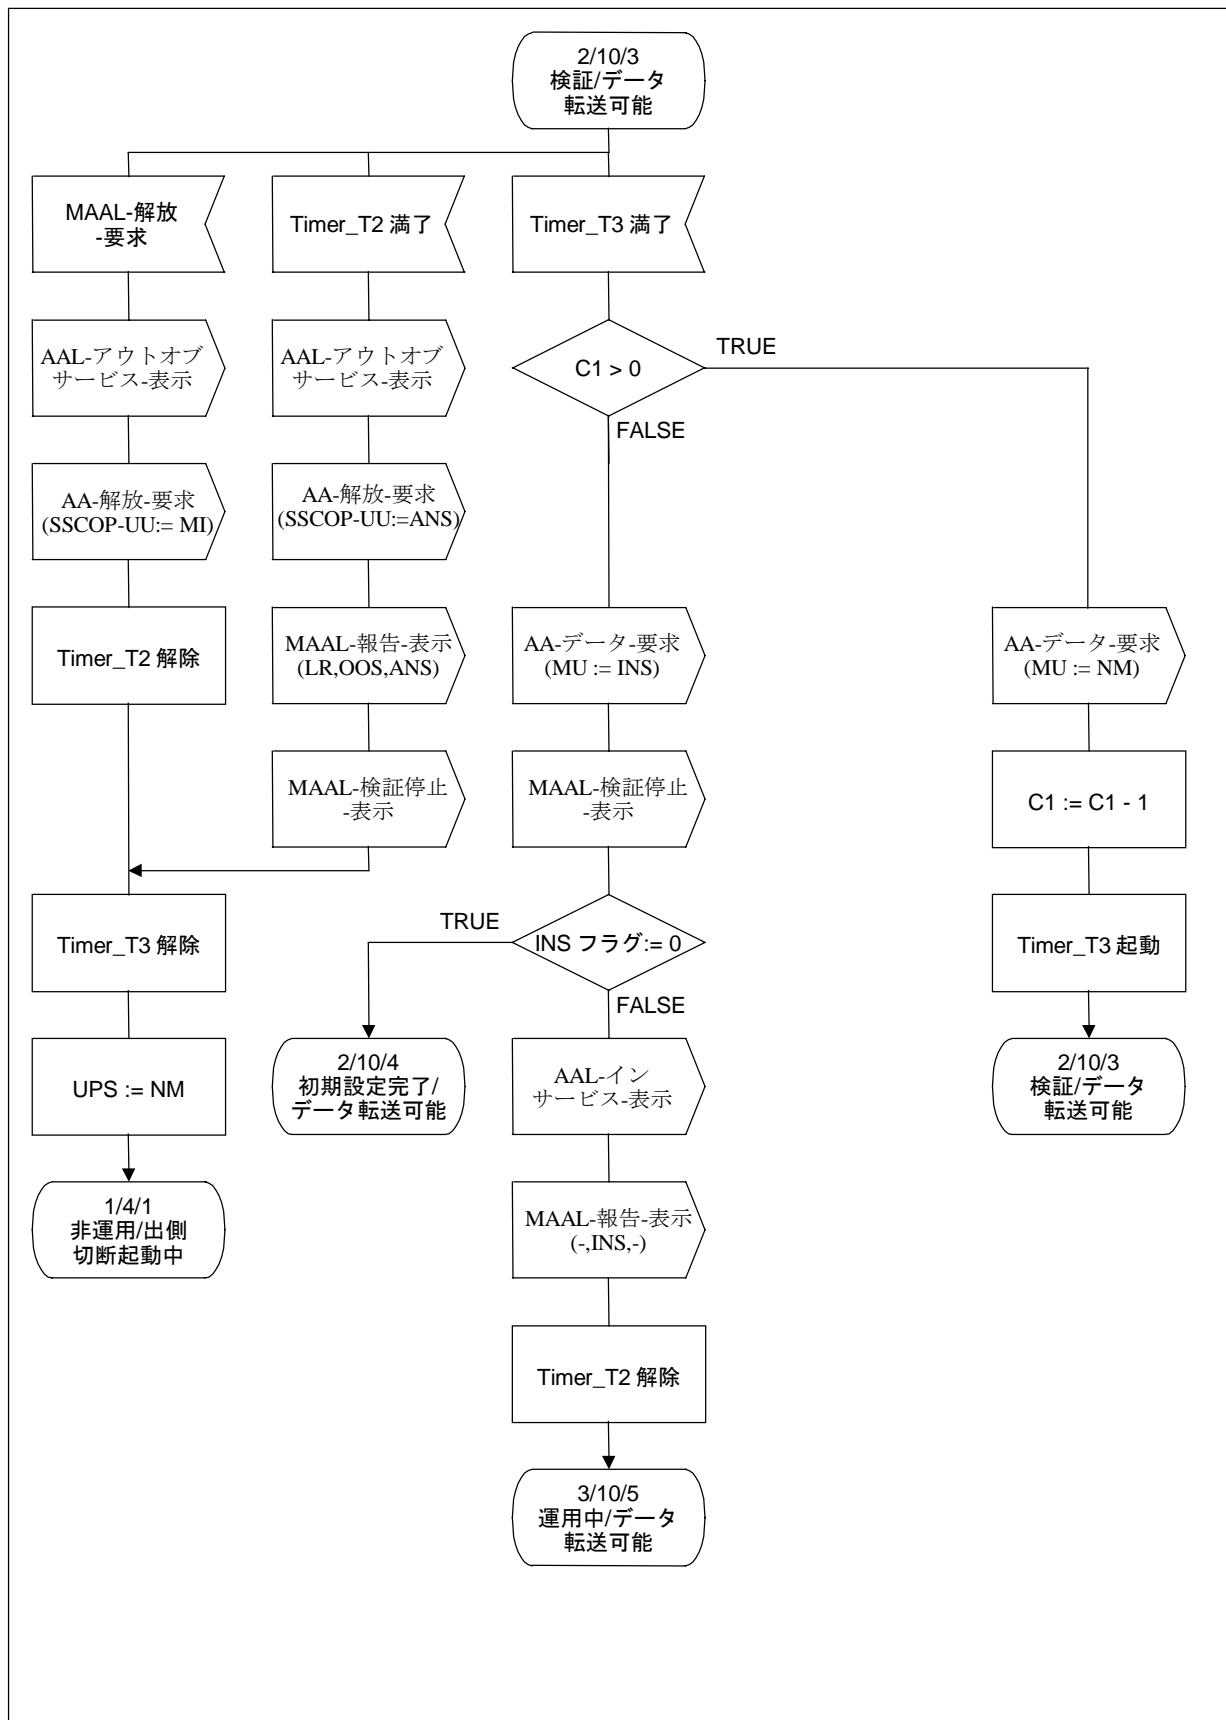 2/10/3
検証/データ
転送可能
MAAL-解放
-要求
Timer_T2 満了
Timer_T3 満了
AAL-アウトオブ
サービス-表示
AAL-アウトオブ
サービス-表示
C1 > 0
TRUE
FALSE
AA-解放-要求
(SSCOP-UU:= MI)
AA-解放-要求
(SSCOP-UU:=ANS)
Timer_T2 解除
MAAL-報告-表示
(LR,OOS,ANS)
AA-データ-要求
(MU := INS)
AA-データ-要求
(MU := NM)
MAAL-検証停止
-表示
MAAL-検証停止
-表示
C1 := C1 - 1
Timer_T3 解除
TRUE
INS フラグ:= 0
FALSE
Timer_T3 起動
UPS := NM
2/10/4
初期設定完了/
データ転送可能
AAL-イン
サービス-表示
2/10/3
検証/データ
転送可能
1/4/1
非運用/出側
切断起動中
MAAL-報告-表示
(-,INS,-)
Timer_T2 解除
3/10/5
運用中/データ
転送可能